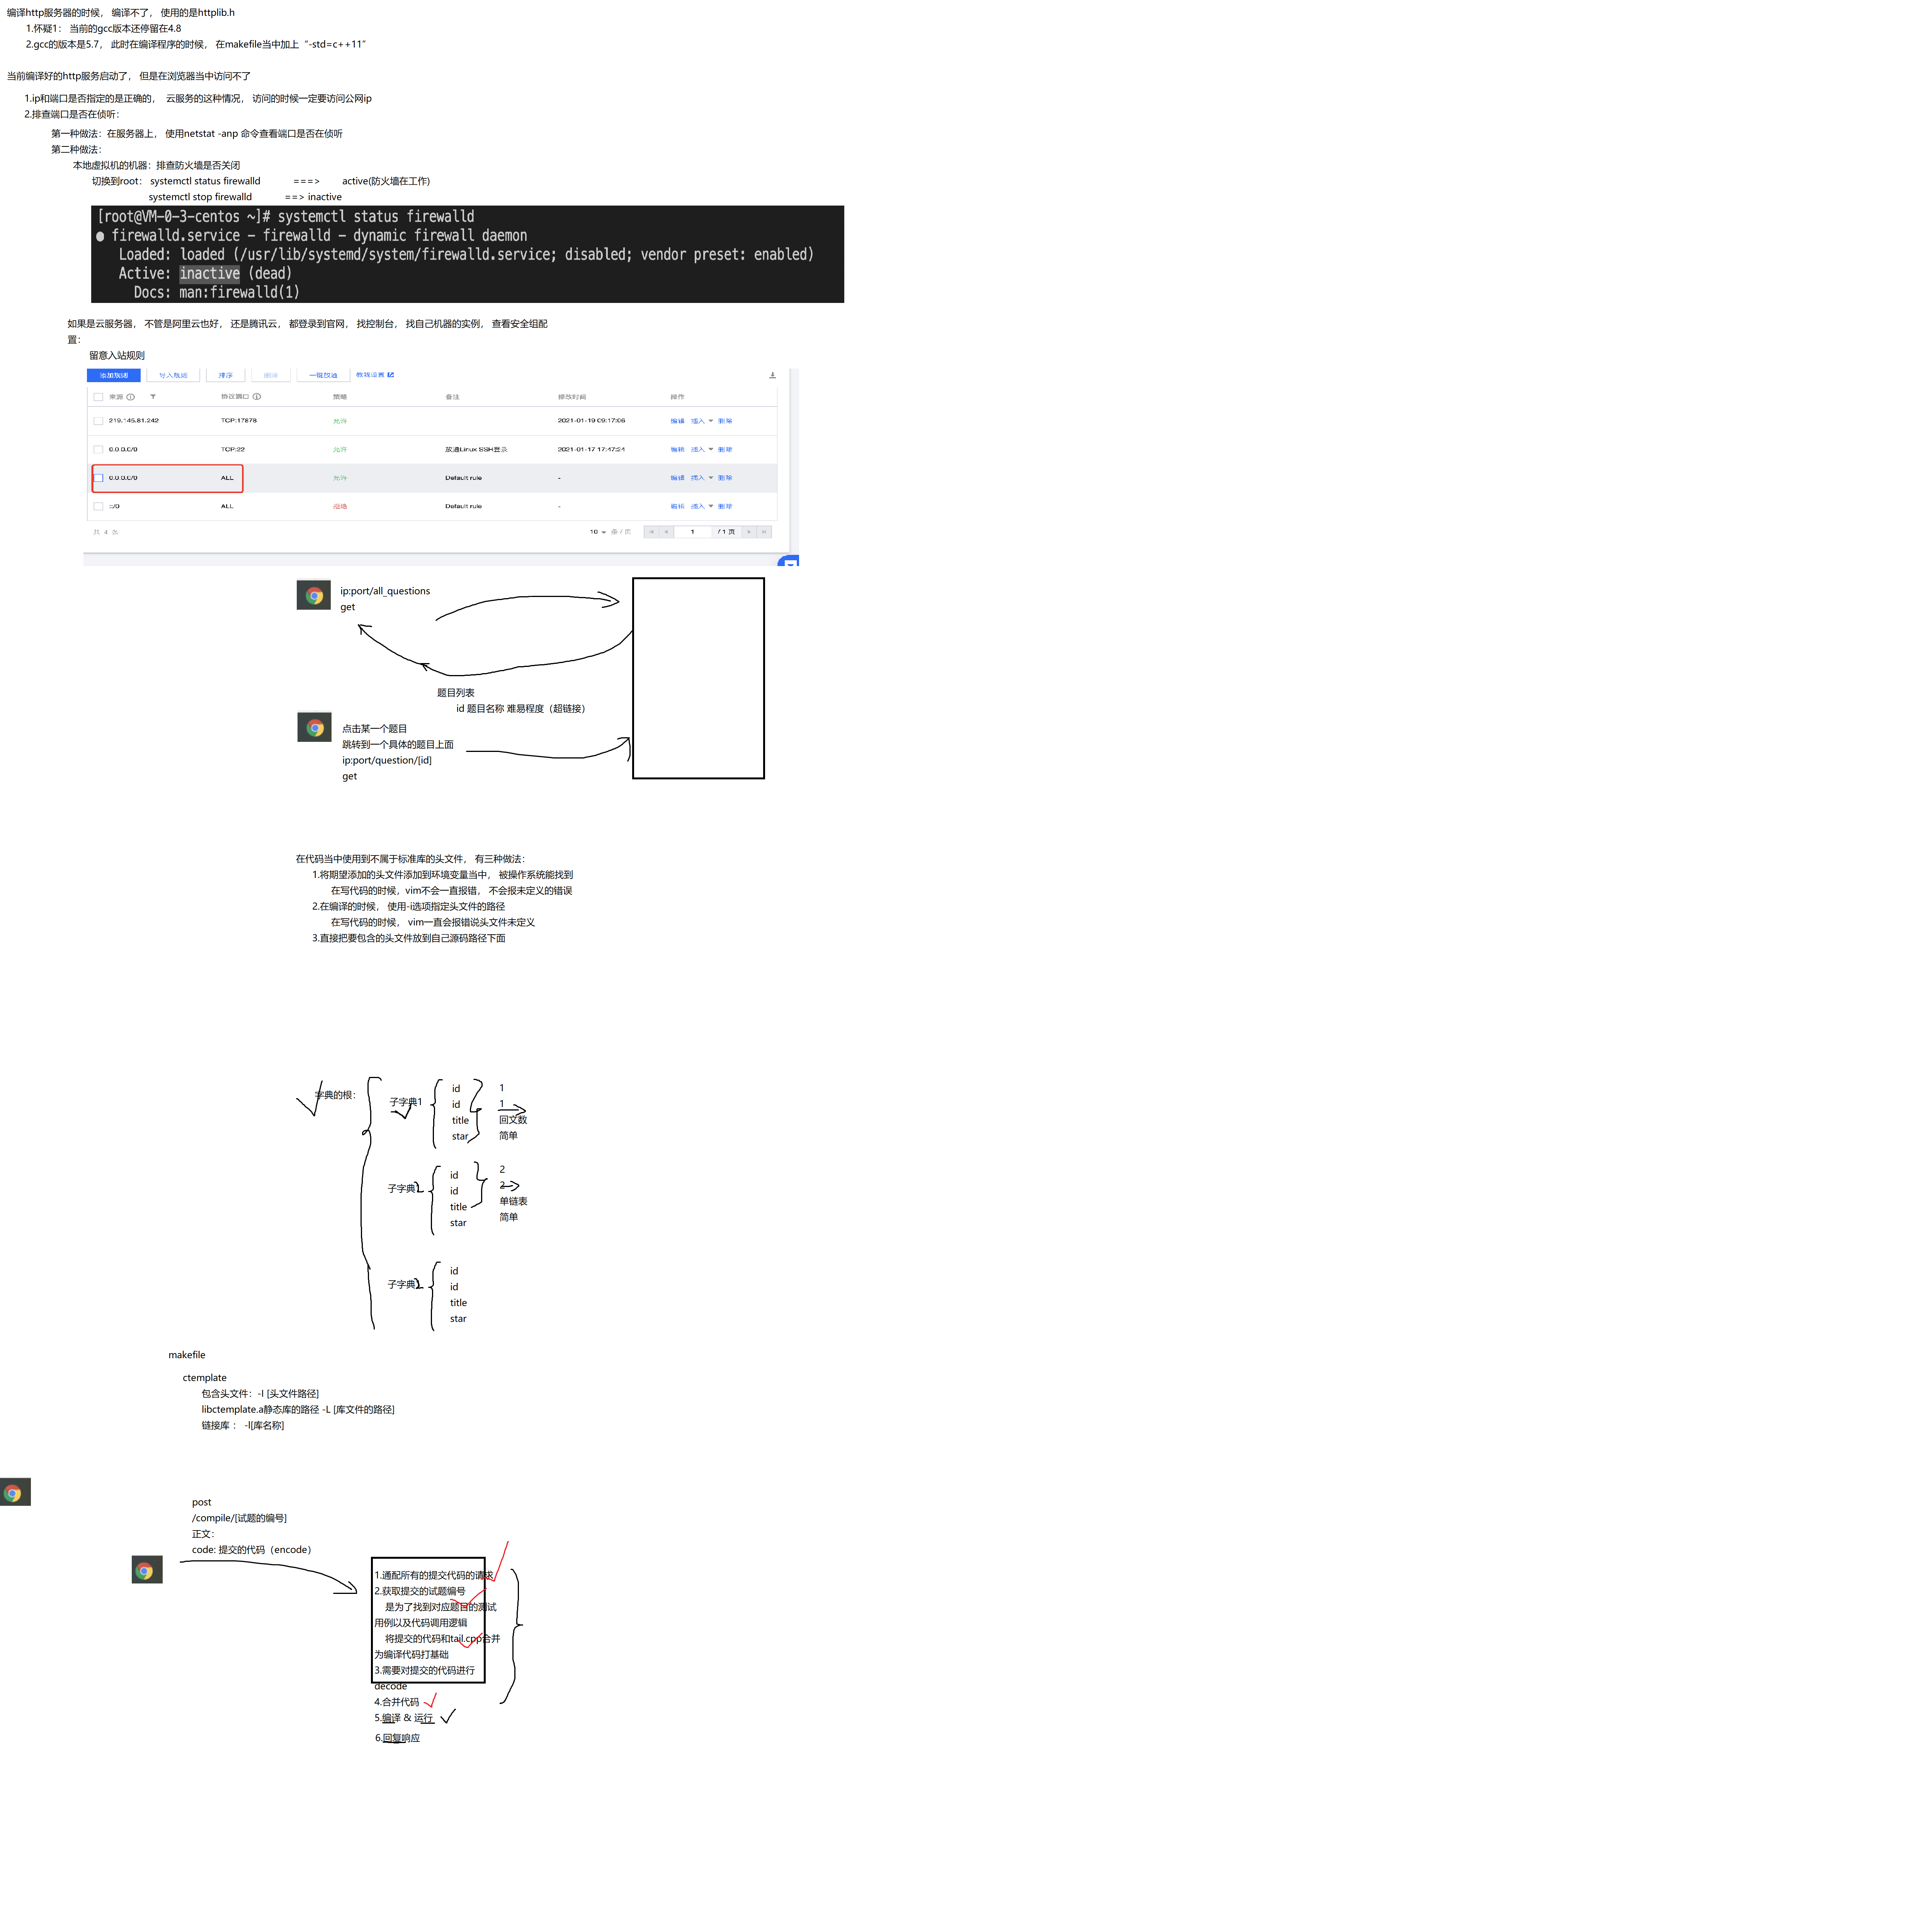 编译http服务器的时候， 编译不了， 使用的是httplib.h
1.怀疑1： 当前的gcc版本还停留在4.8
2.gcc的版本是5.7， 此时在编译程序的时候， 在makefile当中加上“-std=c++11”
当前编译好的http服务启动了， 但是在浏览器当中访问不了
1.ip和端口是否指定的是正确的， 云服务的这种情况， 访问的时候一定要访问公网ip
2.排查端口是否在侦听：
第一种做法：在服务器上， 使用netstat -anp 命令查看端口是否在侦听
第二种做法：
本地虚拟机的机器：排查防火墙是否关闭
切换到root： systemctl status firewalld ===> active(防火墙在工作)
systemctl stop firewalld ==> inactive
[root@VM-0-3-centos ~]# systemctl status firewalld
● firewalld.service - firewalld - dynamic firewall daemon
Loaded: loaded (/usr/lib/systemd/system/firewalld.service; disabled; vendor preset: enabled)
Active: inactive (dead)
Docs: man:firewalld(1)
如果是云服务器， 不管是阿里云也好， 还是腾讯云， 都登录到官网， 找控制台， 找自己机器的实例， 查看安全组配
置：
留意入站规则
添加规则 导入规则 排序 删除 一键放通 教我设置
来源 协议端口 策略 备注 修改时间 操作
219.145.81.242 TCP:17878 允许 2021-01-19 09:17:06 编辑 插入 删除
0.0.0.0/0 TCP:22 允许 放通Linux SSH登录 2021-01-17 17:47:24 编辑 插入 删除
0.0.0.0/0 ALL 允许 Default rule - 编辑 插入 删除
::/0 ALL 拒绝 Default rule - 编辑 插入 删除
共 4 条 10 条 / 页 1 / 1 页
ip:port/all_questions
get
题目列表
id 题目名称 难易程度（超链接）
点击某一个题目
跳转到一个具体的题目上面
ip:port/question/[id]
get
在代码当中使用到不属于标准库的头文件， 有三种做法：
1.将期望添加的头文件添加到环境变量当中， 被操作系统能找到
在写代码的时候，vim不会一直报错， 不会报未定义的错误
2.在编译的时候， 使用-i选项指定头文件的路径
在写代码的时候， vim一直会报错说头文件未定义
3.直接把要包含的头文件放到自己源码路径下面
字典的根：
子字典1
id 1
id 1
title 回文数
star 简单
子字典
id 2
id 2
title 单链表
star 简单
子字典
id
id
title
star
makefile
ctemplate
包含头文件：-I [头文件路径]
libctemplate.a静态库的路径 -L [库文件的路径]
链接库 ： -l[库名称]
post
/compile/[试题的编号]
正文：
code: 提交的代码（encode）
1.通配所有的提交代码的请求
2.获取提交的试题编号
是为了找到对应题目的测试
用例以及代码调用逻辑
将提交的代码和tail.cpp合并
为编译代码打基础
3.需要对提交的代码进行
decode
4.合并代码
5.编译 & 运行
6.回复响应